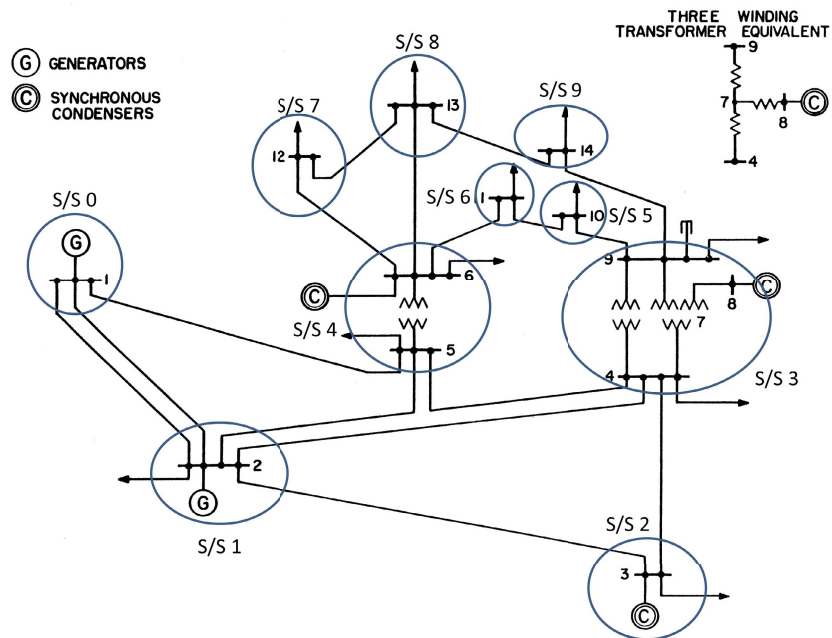 THREE WINDING
TRANSFORMER EQUIVALENT
9
7
C
8
4
G GENERATORS
C SYNCHRONOUS
CONDENSERS
S/S 8
13
S/S 7
12
S/S 9
14
S/S 6
1
10
S/S 5
S/S 0
G
1
9
6
C
8
C
7
S/S 4
5
4
S/S 3
2
G
S/S 1
S/S 2
3
C